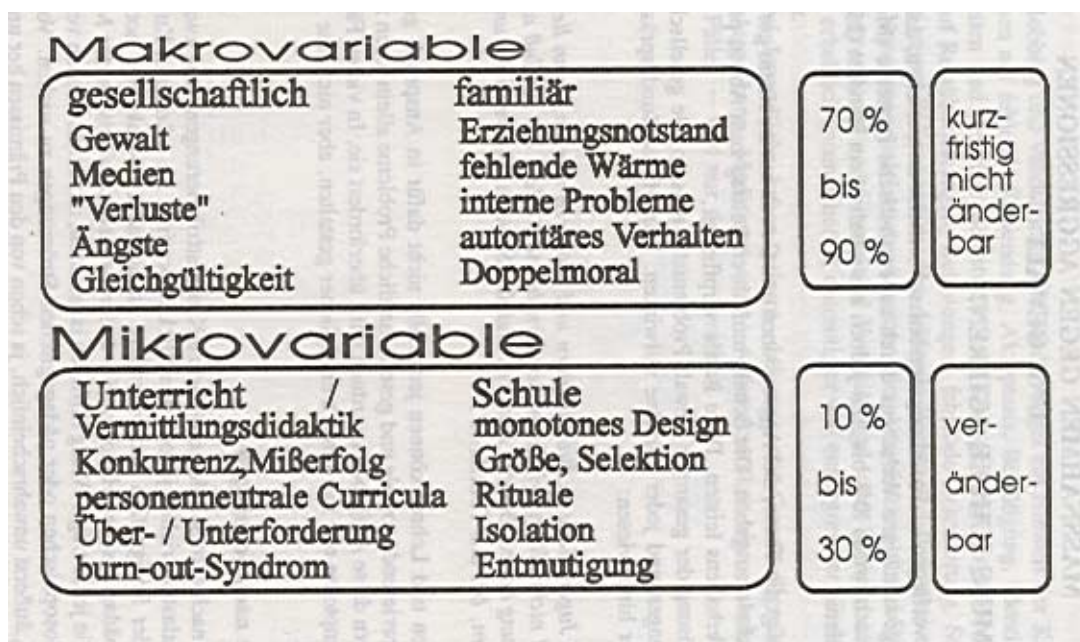 Makrovariable
gesellschaftlich familiär
Gewalt Erziehungsnotstand
Medien fehlende Wärme
"Verluste" interne Probleme
Ängste autoritäres Verhalten
Gleichgültigkeit Doppelmoral
70 %
bis
90 %
kurz-
fristig
nicht
änder-
bar
Mikrovariable
Unterricht / Schule
Vermittlungsdidaktik monotones Design
Konkurrenz,Mißerfolg Größe, Selektion
personenneutrale Curricula Rituale
Über- / Unterforderung Isolation
burn-out-Syndrom Entmutigung
10 %
bis
30 %
ver-
änder-
bar